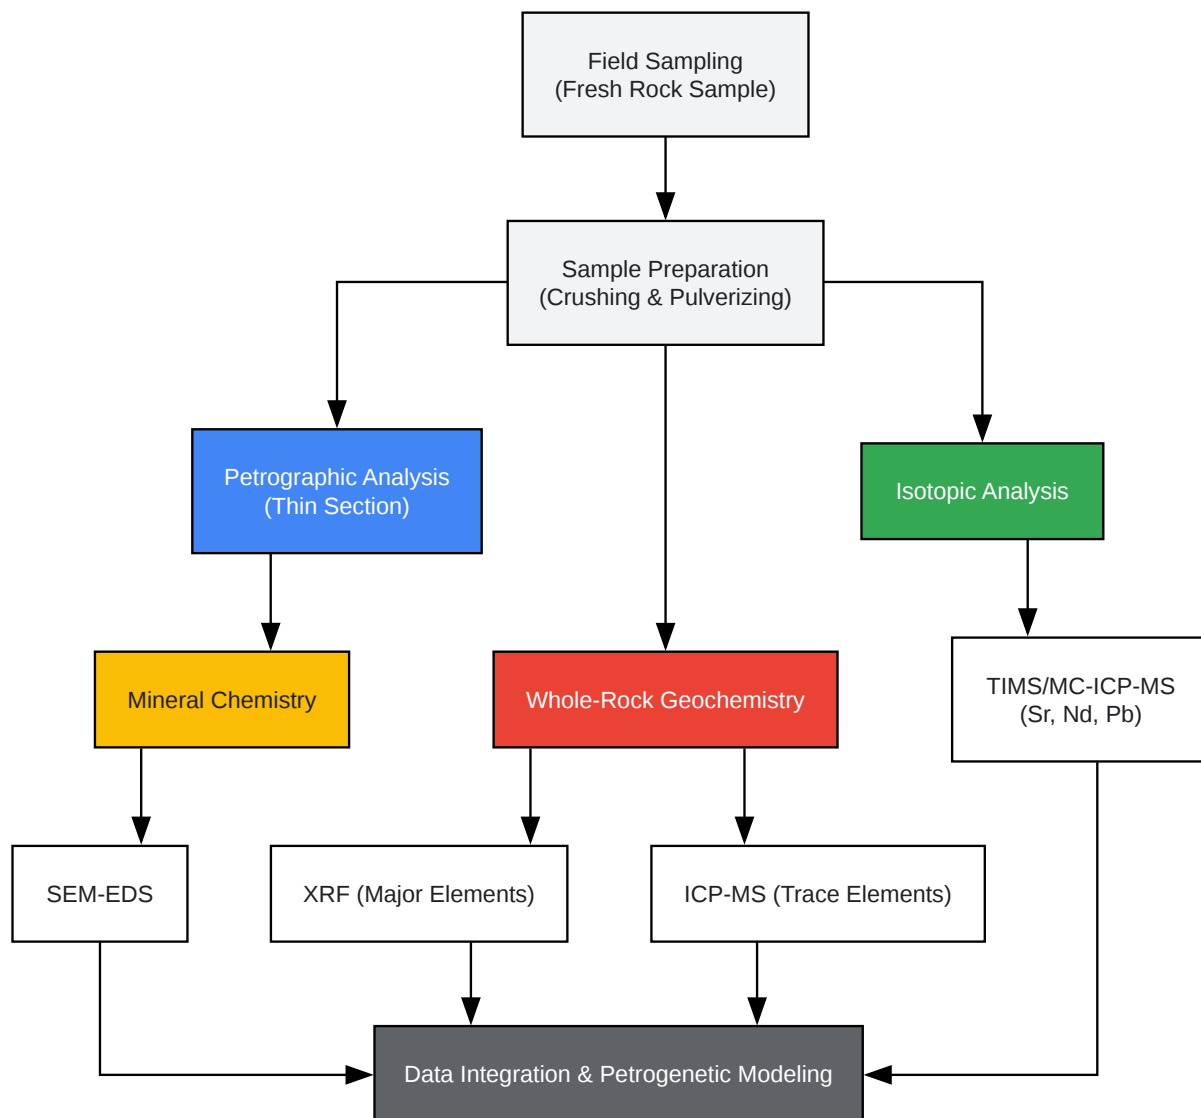 Field Sampling
(Fresh Rock Sample)
Sample Preparation
(Crushing & Pulverizing)
Petrographic Analysis
(Thin Section)
Isotopic Analysis
Mineral Chemistry
Whole-Rock Geochemistry
TIMS/MC-ICP-MS
(Sr, Nd, Pb)
SEM-EDS
XRF (Major Elements)
ICP-MS (Trace Elements)
Data Integration & Petrogenetic Modeling